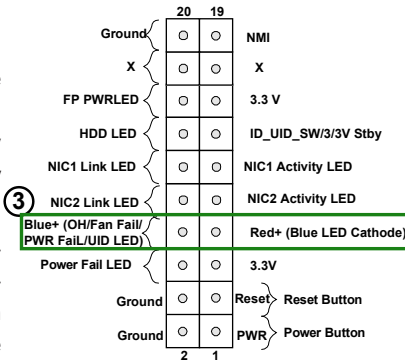 20 19
Ground NMI
X X
FP PWRLED 3.3 V
HDD LED ID_UID_SW/3/3V Stby
NIC1 Link LED NIC1 Activity LED
3 NIC2 Link LED NIC2 Activity LED
Blue+ (OH/Fan Fail/
PWR FaiL/UID LED) Red+ (Blue LED Cathode)
Power Fail LED 3.3V
Ground Reset Reset Button
Ground PWR Power Button
2 1